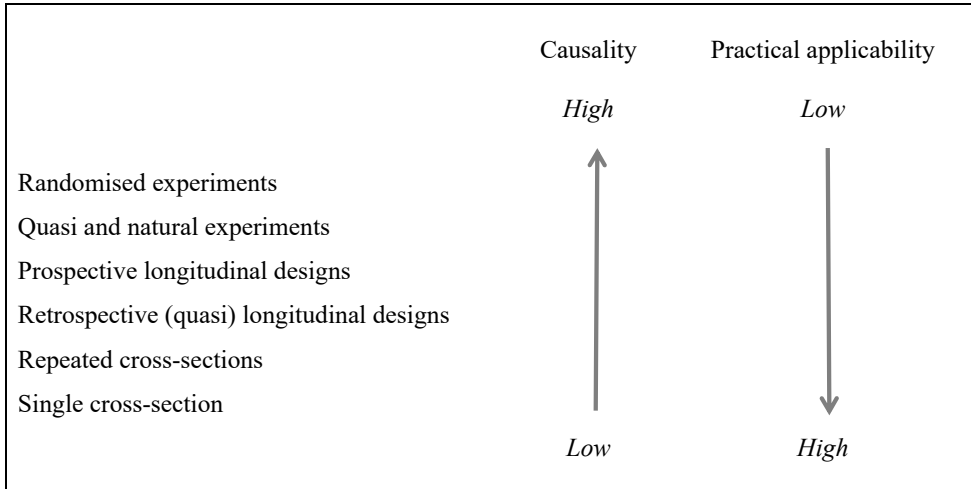 Causality Practical applicability
High Low
Randomised experiments
Quasi and natural experiments
Prospective longitudinal designs
Retrospective (quasi) longitudinal designs
Repeated cross-sections
Single cross-section
Low High